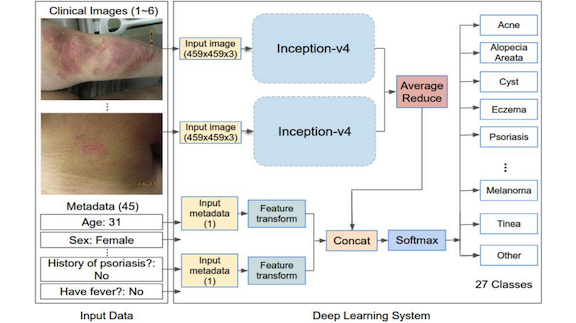 Clinical Images (1~6)
Input image
(459x459x3)
Inception-v4
Input image
(459x459x3)
Inception-v4
Average
Reduce
Metadata (45)
Age: 31
Sex: Female
History of psoriasis?:
No
Have fever?: No
Input
metadata
(1)
Feature
transform
Input
metadata
(1)
Feature
transform
Concat
Softmax
Acne
Alopecia
Areata
Cyst
Eczema
Psoriasis
Melanoma
Tinea
Other
27 Classes
Input Data
Deep Learning System